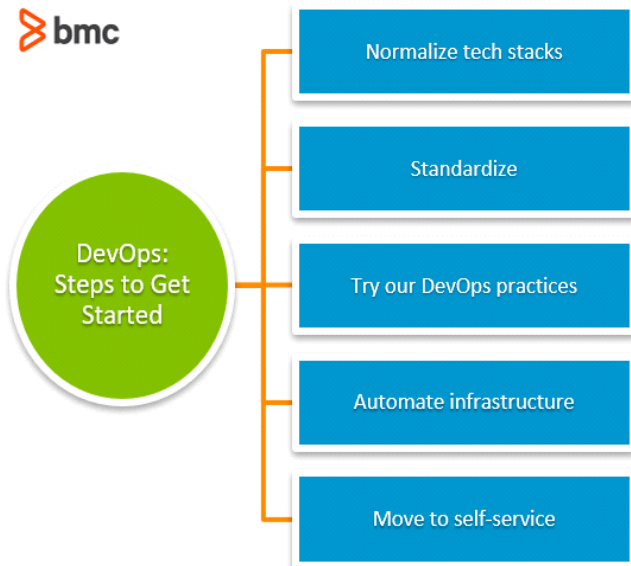 bmc
Normalize tech stacks
Standardize
DevOps:
Steps to Get
Started
Try our DevOps practices
Automate infrastructure
Move to self-service